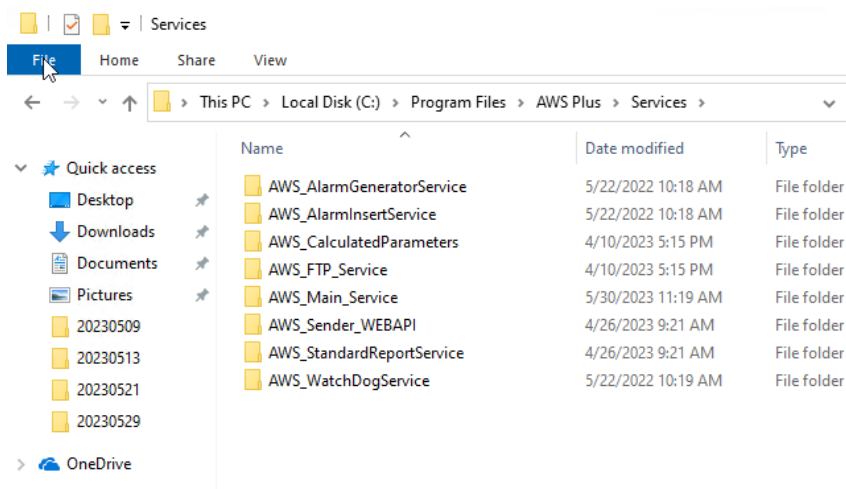 Services
File Home Share View
This PC > Local Disk (C:) > Program Files > AWS Plus > Services >
Name Date modified Type
Quick access
Desktop
Downloads
Documents
Pictures
20230509
20230513
20230521
20230529
OneDrive
AWS_AlarmGeneratorService 5/22/2022 10:18 AM File folder
AWS_AlarmInsertService 5/22/2022 10:18 AM File folder
AWS_CalculatedParameters 4/10/2023 5:15 PM File folder
AWS_FTP_Service 4/10/2023 5:15 PM File folder
AWS_Main_Service 5/30/2023 11:19 AM File folder
AWS_Sender_WEBAPI 4/26/2023 9:21 AM File folder
AWS_StandardReportService 4/26/2023 9:21 AM File folder
AWS_WatchDogService 5/22/2022 10:19 AM File folder